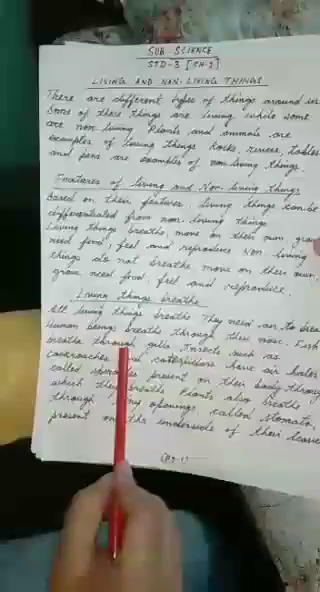 SUB-SCIENCE
STD-3 [CH-1]
LIVING AND NON-LIVING THINGS
There are different types of things around us.
Some of these things are living while some
are non living. Plants and animals are
examples of living things. Rocks, rivers, tables
and pens are examples of non living things.
Features of living and Non living things
Based on their features, living things can be
differentiated from non living things.
Living things breathe, move on their own, grow
need food, feel and reproduce. Non living
things do not breathe, move on their own,
grow, need food, feel and reproduce.
Living things breathe
All living things breathe. They need air to
human beings breathe through their nose. Fish
breathe through gills. Insects such as
cockroaches and caterpillars have air holes
called present on their body through
which they breathe. Plants also breathe
through openings called stomata,
present on the underside of their leaves